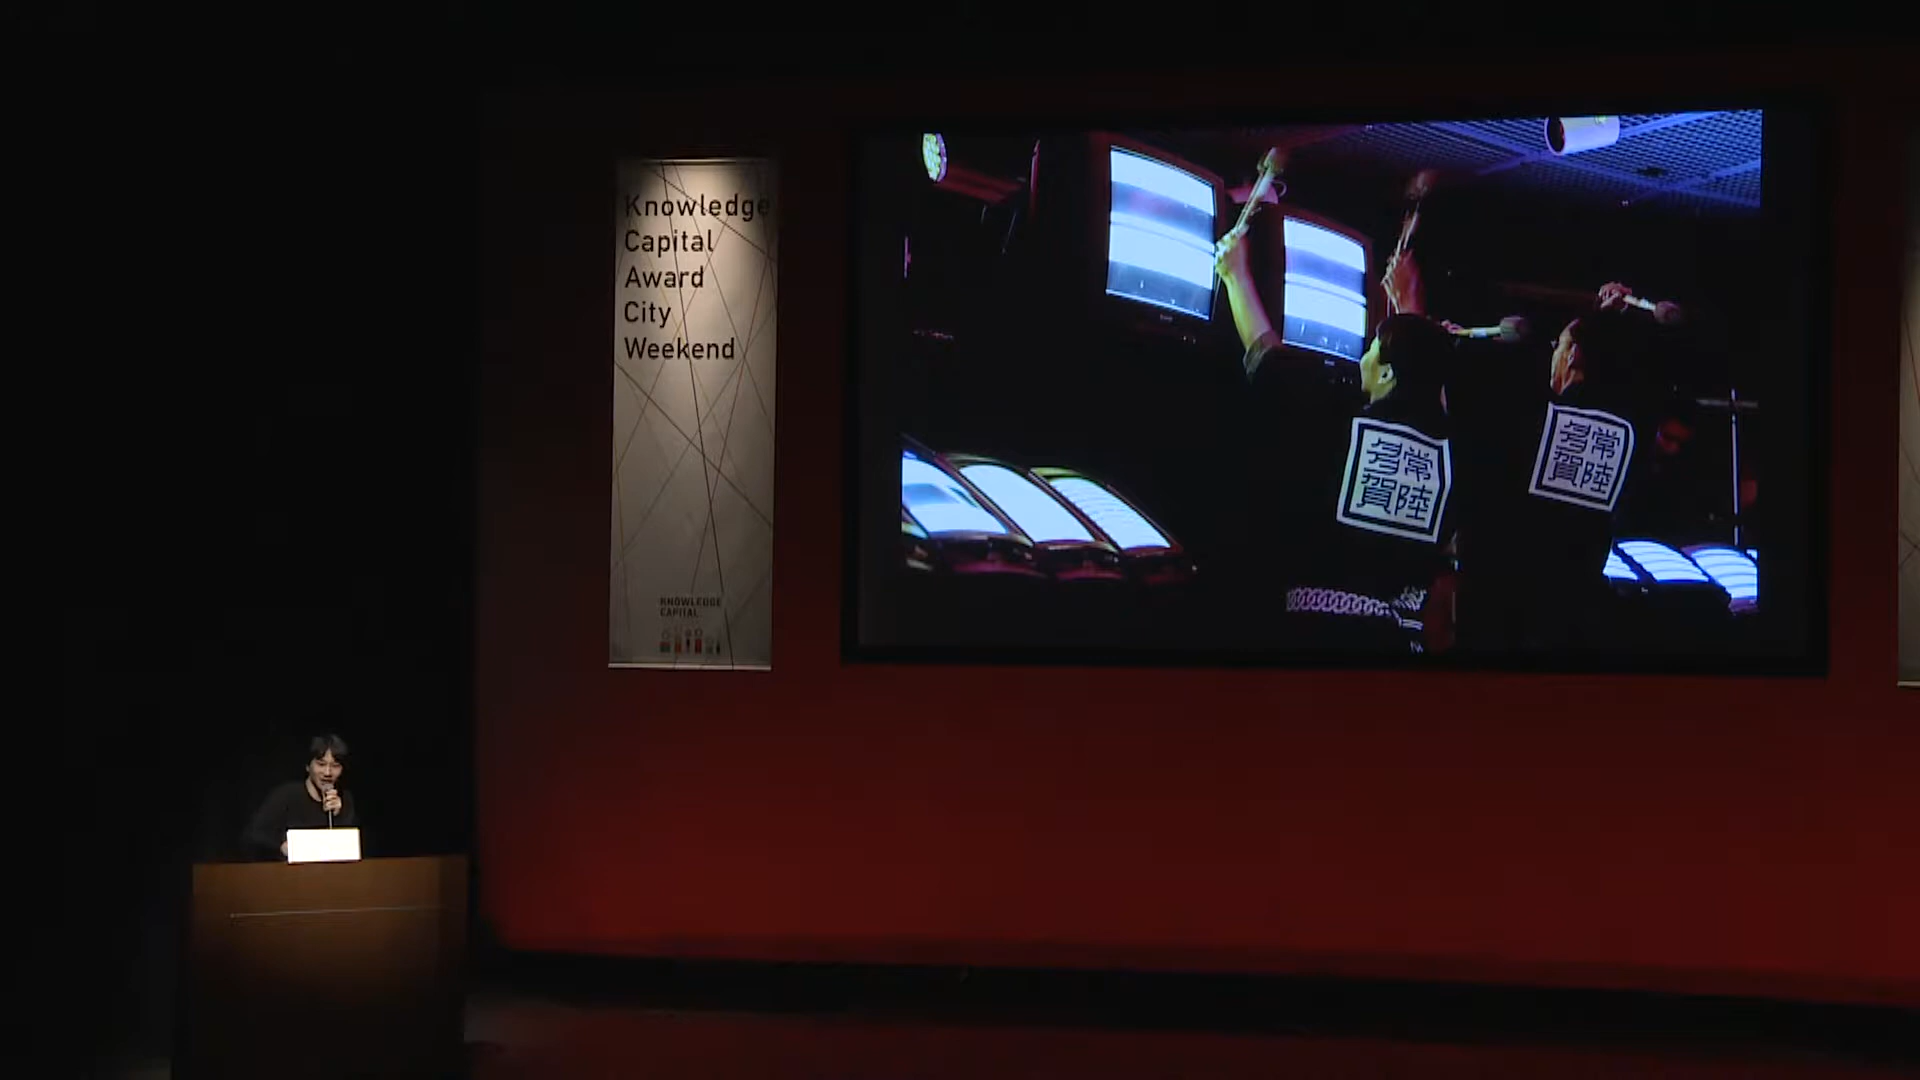 Knowledge
Capital
Award
City
Weekend
KNOWLEDGE
CAPITAL
常陸
多賀
常陸
多賀